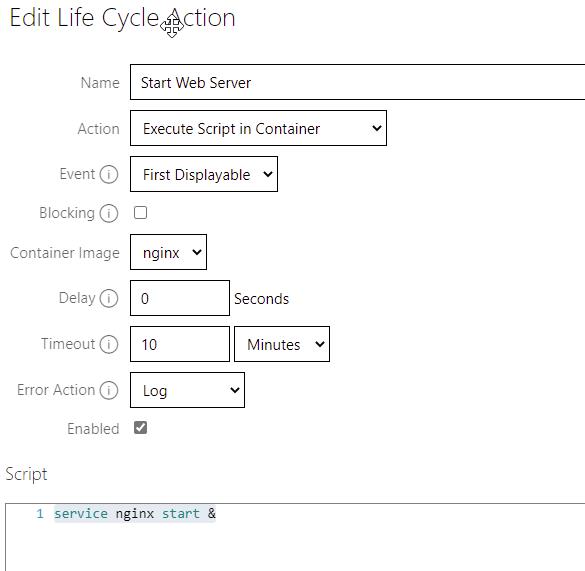 Edit Life Cycle Action
Name Start Web Server
Action Execute Script in Container
Event i First Displayable
Blocking i
Container Image nginx
Delay i 0 Seconds
Timeout i 10 Minutes
Error Action i Log
Enabled
Script
1 service nginx start &